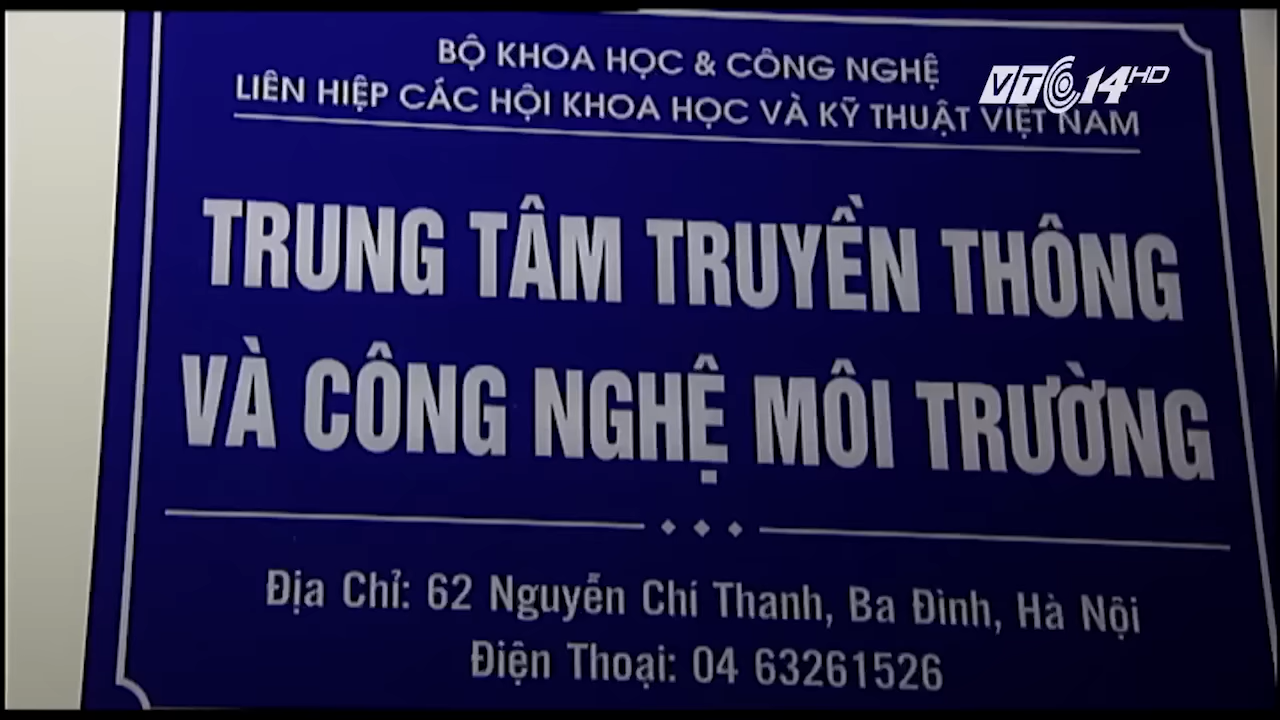 BỘ KHOA HỌC & CÔNG NGHỆ
VTC14HD
LIÊN HIỆP CÁC HỘI KHOA HỌC VÀ KỸ THUẬT VIỆT NAM
TRUNG TÂM TRUYỀN THÔNG
VÀ CÔNG NGHỆ MÔI TRƯỜNG
Địa Chỉ: 62 Nguyễn Chí Thanh, Ba Đình, Hà Nội
Điện Thoại: 04 63261526